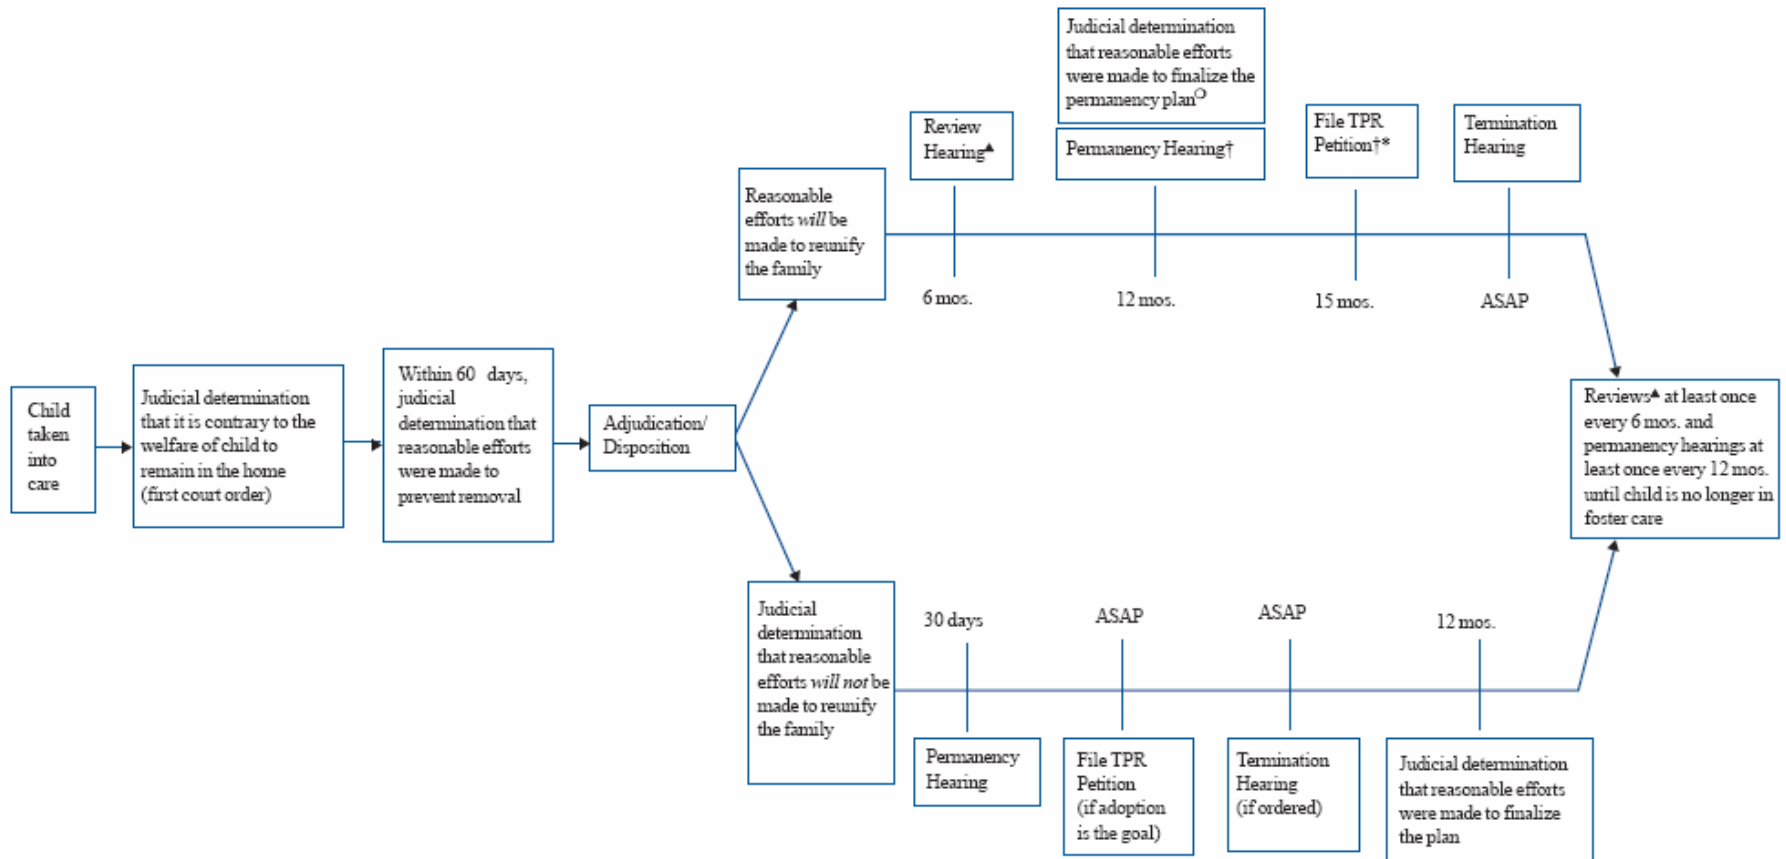 Child
taken
into
care
Judicial determination
that it is contrary to the
welfare of child to
remain in the home
(first court order)
Within 60 days,
judicial
determination that
reasonable efforts
were made to
prevent removal
Adjudication/
Disposition
Reasonable
efforts will be
made to reunify
the family
Review
Hearing▲
6 mos.
Judicial determination
that reasonable efforts
were made to finalize the
permanency plan❍
Permanency Hearing†
12 mos.
File TPR
Petition†*
15 mos.
Termination
Hearing
ASAP
Judicial
determination
that reasonable
efforts will not be
made to reunify
the family
30 days
Permanency
Hearing
ASAP
File TPR
Petition
(if adoption
is the goal)
ASAP
Termination
Hearing
(if ordered)
12 mos.
Judicial determination
that reasonable efforts
were made to finalize
the plan
Reviews▲ at least once
every 6 mos. and
permanency hearings at
least once every 12 mos.
until child is no longer in
foster care